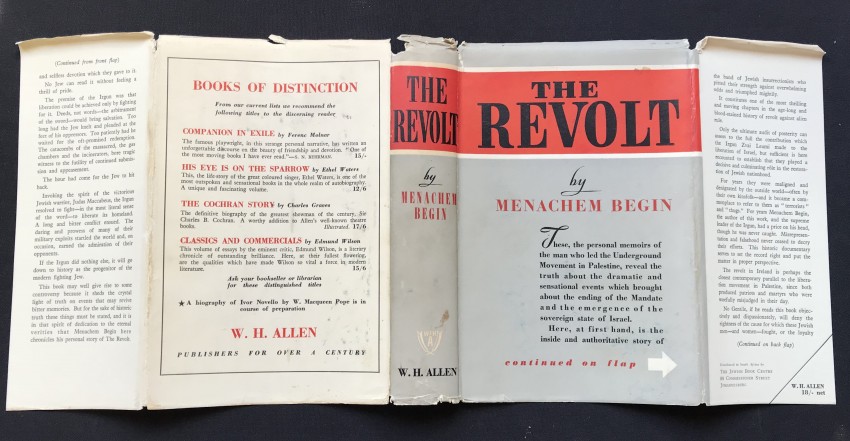 (Continued from front flap)
and selfless devotion which they gave to it
No Jew can read it without feeling a
thrill of pride.
The premise of the Irgun was that
liberation could be achieved only by fighting
for it. Deeds, not words—the arbitrament
of the sword—would bring salvation. Too
long had the Jew knelt and pleaded at the
feet of his oppressors. Too patiently had he
waited for the oft-promised redemption.
The catacombs of the massacred, the gas
chambers and the incinerators, bore tragic
witness to the futility of continued submis-
sion and appeasement.
The hour had come for the Jew to hit
back.
Invoking the spirit of the victorious
Jewish warrior, Judas Maccabeus, the Irgun
resolved to fight—in the most literal sense
of the word—to liberate its homeland.
A long and bitter conflict ensued. The
daring and prowess of many of their
military exploits startled the world and, on
occasion, earned the admiration of their
opponents.
If the Irgun did nothing else, it will go
down to history as the progenitor of the
modern fighting Jew.
This book may well give rise to some
controversy because it sheds the crystal
light of truth on events that may revive
bitter memories. But for the sake of historic
truth these things must be stated, and it is
in that spirit of dedication to the eternal
verities that Menachem Begin here
chronicles his personal story of The Revolt.
BOOKS OF DISTINCTION
From our current lists we recommend the
following titles to the discerning reader
COMPANION IN EXILE by Ferenc Molnar
The famous playwright, in this strange personal narrative, has written an
unforgettable discourse on the beauty of friendship and devotion. "One of
the most moving books I have ever read."—S. N. BEHRMAN. 15/-
HIS EYE IS ON THE SPARROW by Ethel Waters
This, the life-story of the great coloured singer, Ethel Waters, is one of the
most outspoken and sensational books in the whole realm of autobiography.
A unique and fascinating volume. 12/6
THE COCHRAN STORY by Charles Graves
The definitive biography of the greatest showman of the century, Sir
Charles B. Cochran. A worthy addition to Allen's well-known theatre
books. Illustrated. 17/6
CLASSICS AND COMMERCIALS by Edmund Wilson
This volume of essays by the eminent critic, Edmund Wilson, is a literary
chronicle of outstanding brilliance. Here, at their fullest flowering,
are the qualities which have made Wilson so vital a force in modern
literature. 15/6
Ask your bookseller or librarian
for these distinguished titles
★ A biography of Ivor Novello by W. Macqueen Pope is in
course of preparation
W. H. ALLEN
PUBLISHERS FOR OVER A CENTURY
THE
REVOLT
by
MENACHEM
BEGIN
W. H. ALLEN
THE
REVOLT
by
MENACHEM BEGIN
These, the personal memoirs of
the man who led the Underground
Movement in Palestine, reveal the
truth about the dramatic and
sensational events which brought
about the ending of the Mandate
and the emergence of the
sovereign state of Israel.
Here, at first hand, is the
inside and authoritative story of
continued on flap
the band of Jewish insurrectionists who
pitted their strength against overwhelming
odds and triumphed mightily.
It constitutes one of the most thrilling
and moving chapters in the age-long and
blood-soaked history of revolt against alien
rule.
Only the ultimate audit of posterity can
assess to the full the contribution which
the Irgun Zvai Leumi made to the
liberation of Israel, but sufficient is here
recounted to establish that they played a
decisive and culminating rôle in the restora-
tion of Jewish nationhood.
For years they were maligned and
denigrated by the outside world—often by
their own kinsfolk—and it became a com-
monplace to refer to them as "terrorists"
and "thugs." For years Menachem Begin,
the author of this work, and the supreme
leader of the Irgun, had a price on his head,
though he was never caught. Misrepresen-
tation and falsehood never ceased to decry
their efforts. This historic documentary
serves to set the record right and put the
matter in proper perspective.
The revolt in Ireland is perhaps the
closest contemporary parallel to the libera-
tion movement in Palestine, since both
produced patriots and martyrs who were
woefully misjudged in their day.
No Gentile, if he reads this book objec-
tively and dispassionately, will deny the
rightness of the cause for which these Jewish
men—and women—fought, or the loyalty
(Continued on back flap)
Distributed in South Africa by
THE JEWISH BOOK CENTRE
COMMISSIONER STREET
JOHANNESBURG
W. H. ALLEN
18/- net